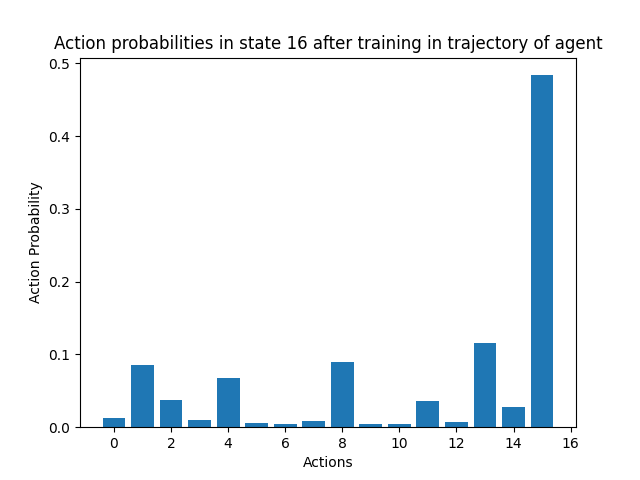 Action probabilities in state 16 after training in trajectory of agent
0.5
0.4
0.3
0.2
0.1
0.0
Action Probability
0 2 4 6 8 10 12 14 16
Actions